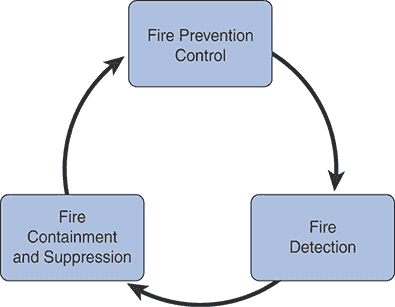 Fire Prevention
Control
Fire
Detection
Fire
Containment
and Suppression